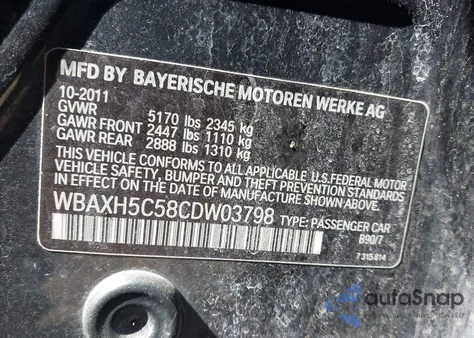 MFD BY BAYERISCHE MOTOREN WERKE AG
10-2011
GVWR 5170 lbs 2345 kg
GAWR FRONT 2447 lbs 1110 kg
GAWR REAR 2888 lbs 1310 kg
THIS VEHICLE CONFORMS TO ALL APPLICABLE U.S. FEDERAL MOTOR
VEHICLE SAFETY, BUMPER AND THEFT PREVENTION STANDARDS
IN EFFECT ON THE DATE OF MANUFACTURE SHOWN ABOVE.
WBAXH5C58CDW03798 TYPE: PASSENGER CAR
B90/7
7 315 814
autoSnap